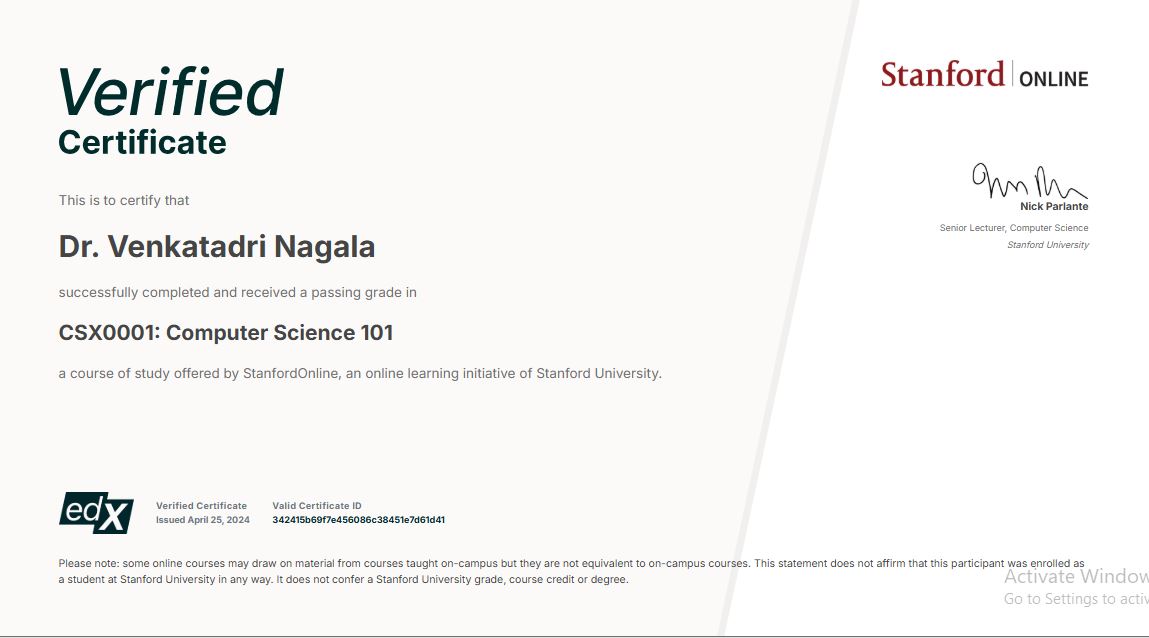 Verified
Certificate
This is to certify that
Dr. Venkatadri Nagala
successfully completed and received a passing grade in
CSX0001: Computer Science 101
a course of study offered by StanfordOnline, an online learning initiative of Stanford University.
Stanford | ONLINE
Nick Parlante
Senior Lecturer, Computer Science
Stanford University
edX
Verified Certificate
Issued April 25, 2024
Valid Certificate ID
342415b69f7e456086c38451e7d61d41
Please note: some online courses may draw on material from courses taught on-campus but they are not equivalent to on-campus courses. This statement does not affirm that this participant was enrolled as
a student at Stanford University in any way. It does not confer a Stanford University grade, course credit or degree.
Activate Window
Go to Settings to activ